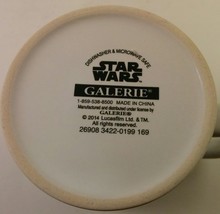 DISHWASHER & MICROWAVE SAFE
STAR
WARS
GALERIE
1-859-538-6500 MADE IN CHINA
Manufactured and distributed under license by
GALERIE®
© 2014 Lucasfilm Ltd. & TM.
All rights reserved.
26908 3422-0199 169